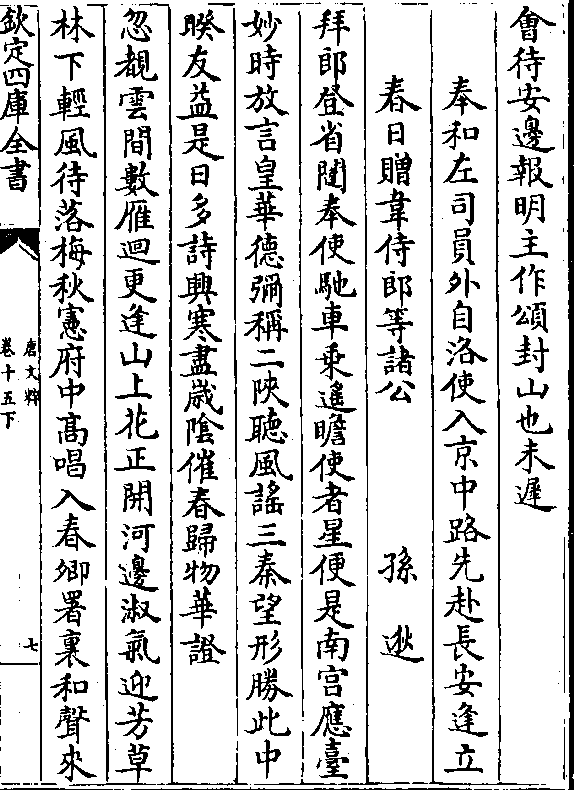 會待安邊報明主作頌封山也未遲
奉和左司員外自洛使入京中路先赴長安逢立
春日贈韋侍郎等諸公
孫逖
拜郎登省闥奉使馳車乘遙瞻使者星便是南宮應臺
妙時放言皇華德彌稱二陜聽風謠三秦望形勝此中
睽友益是日多詩興寒盡歲陰催春歸物華證
忽覩雲間數雁迴更逢山上花正開河邊淑氣迎芳草
林下輕風待落梅秋憲府中髙唱入春卿署裏和聲來
欽定四庫全書
唐文粹
卷十五下
七